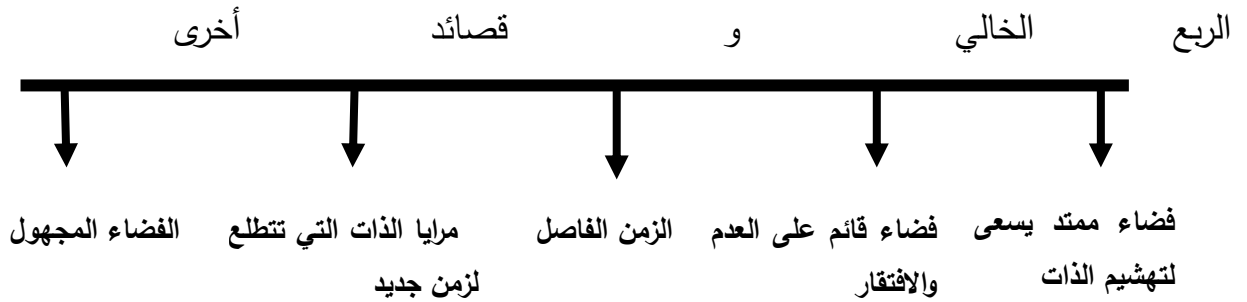 الربع الخالي و قصائد أخرى
فضاء ممتد يسعى
لتهشيم الذات
فضاء قائم على العدم
والافتقار
الزمن الفاصل
مرايا الذات التي تتطلع
لزمن جديد
الفضاء المجهول